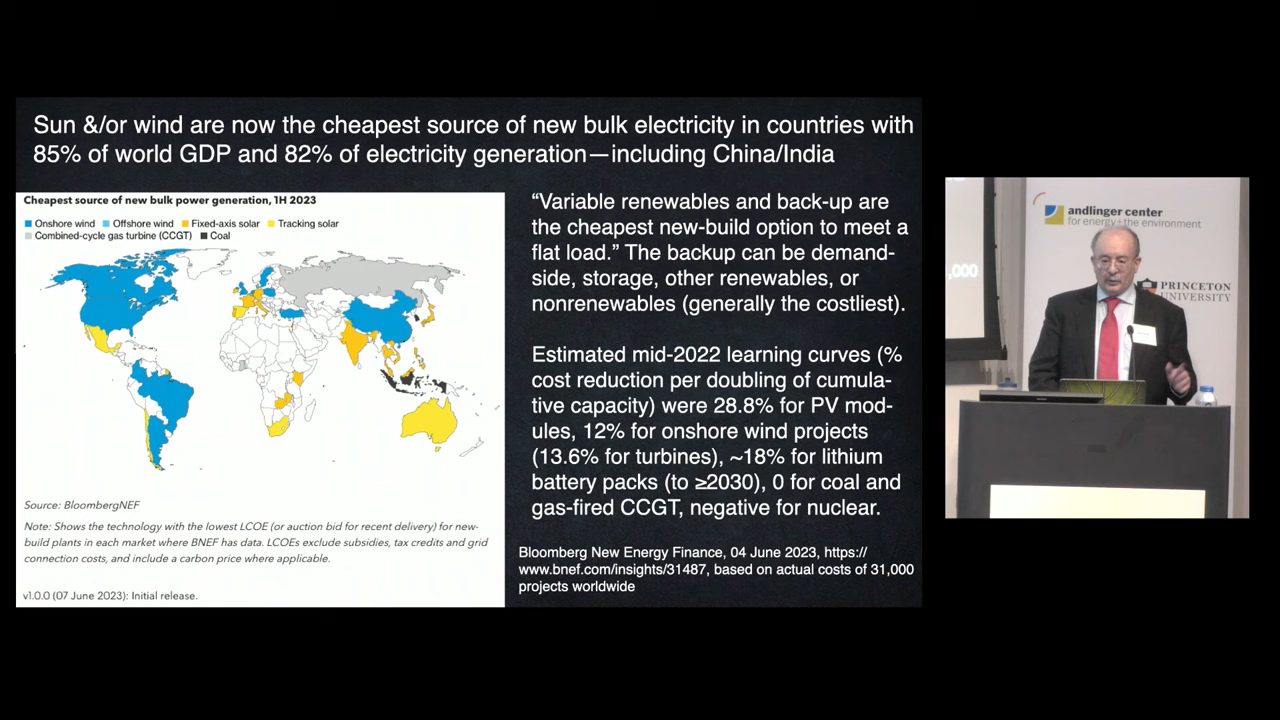 Sun &/or wind are now the cheapest source of new bulk electricity in countries with
85% of world GDP and 82% of electricity generation—including China/India
Cheapest source of new bulk power generation, 1H 2023
Onshore wind Offshore wind Fixed-axis solar Tracking solar
Combined-cycle gas turbine (CCGT) Coal
Source: BloombergNEF
Note: Shows the technology with the lowest LCOE (or auction bid for recent delivery) for new-
build plants in each market where BNEF has data. LCOEs exclude subsidies, tax credits and grid
connection costs, and include a carbon price where applicable.
v1.0.0 (07 June 2023): Initial release.
“Variable renewables and back-up are
the cheapest new-build option to meet a
flat load.” The backup can be demand-
side, storage, other renewables, or
nonrenewables (generally the costliest).
Estimated mid-2022 learning curves (%
cost reduction per doubling of cumula-
tive capacity) were 28.8% for PV mod-
ules, 12% for onshore wind projects
(13.6% for turbines), ~18% for lithium
battery packs (to ≥2030), 0 for coal and
gas-fired CCGT, negative for nuclear.
Bloomberg New Energy Finance, 04 June 2023, https://
www.bnef.com/insights/31487, based on actual costs of 31,000
projects worldwide
,000
andlinger center
for energy+the environment
PRINCETON
UNIVERSITY